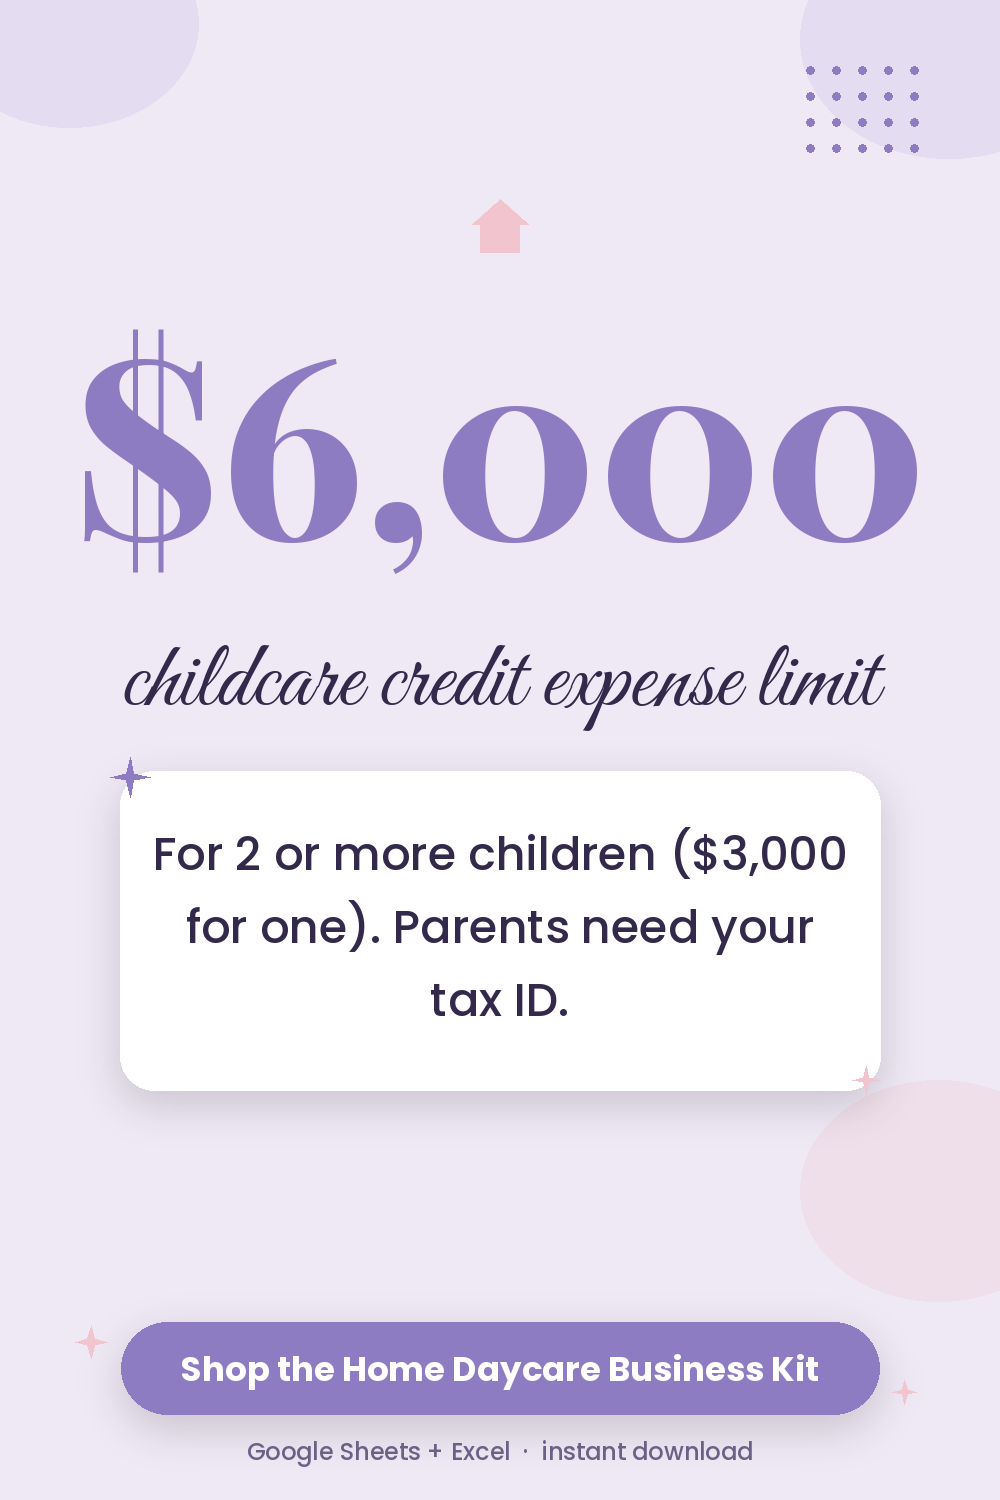 $6,000
childcare credit expense limit
For 2 or more children ($3,000
for one). Parents need your
tax ID.
Shop the Home Daycare Business Kit
Google Sheets + Excel · instant download